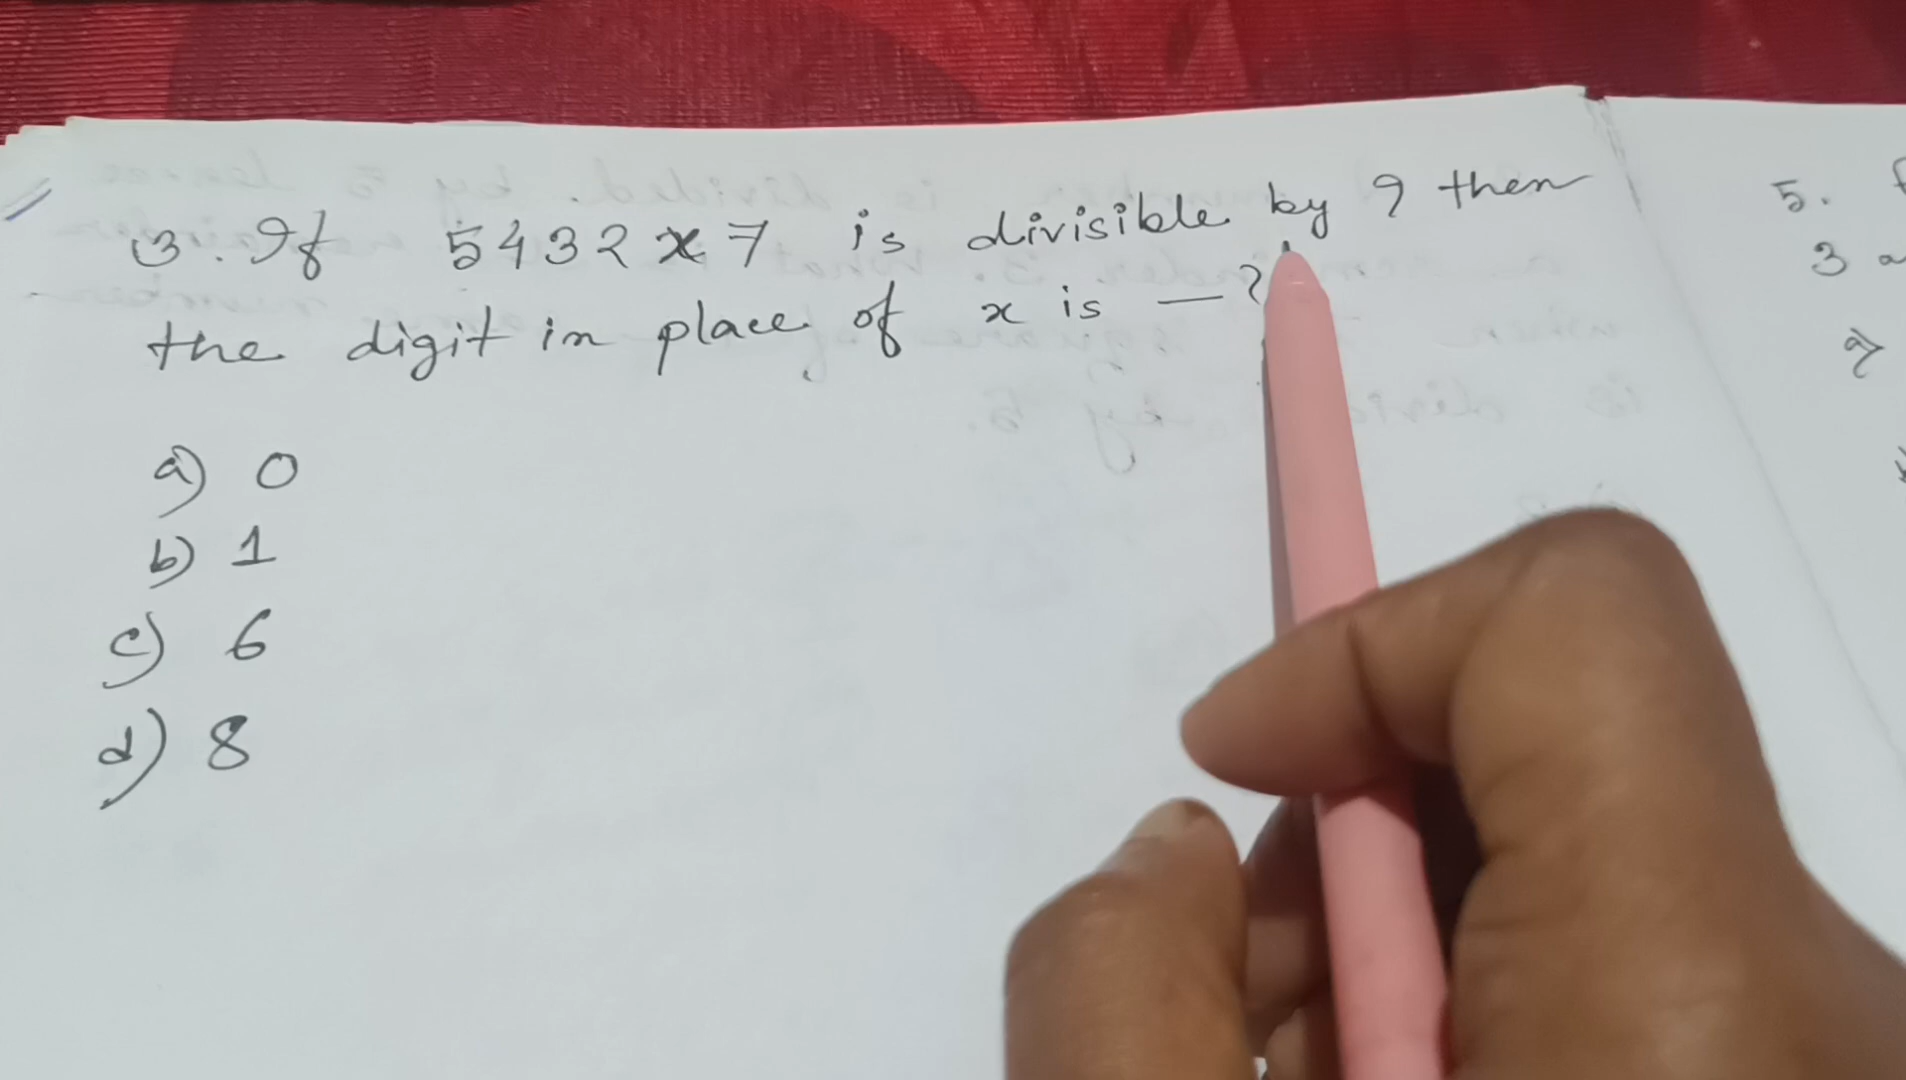 3. If 5432x7 is divisible by 9 then
the digit in place of x is — ?
a) 0
b) 1
c) 6
d) 8
5.
3
a)